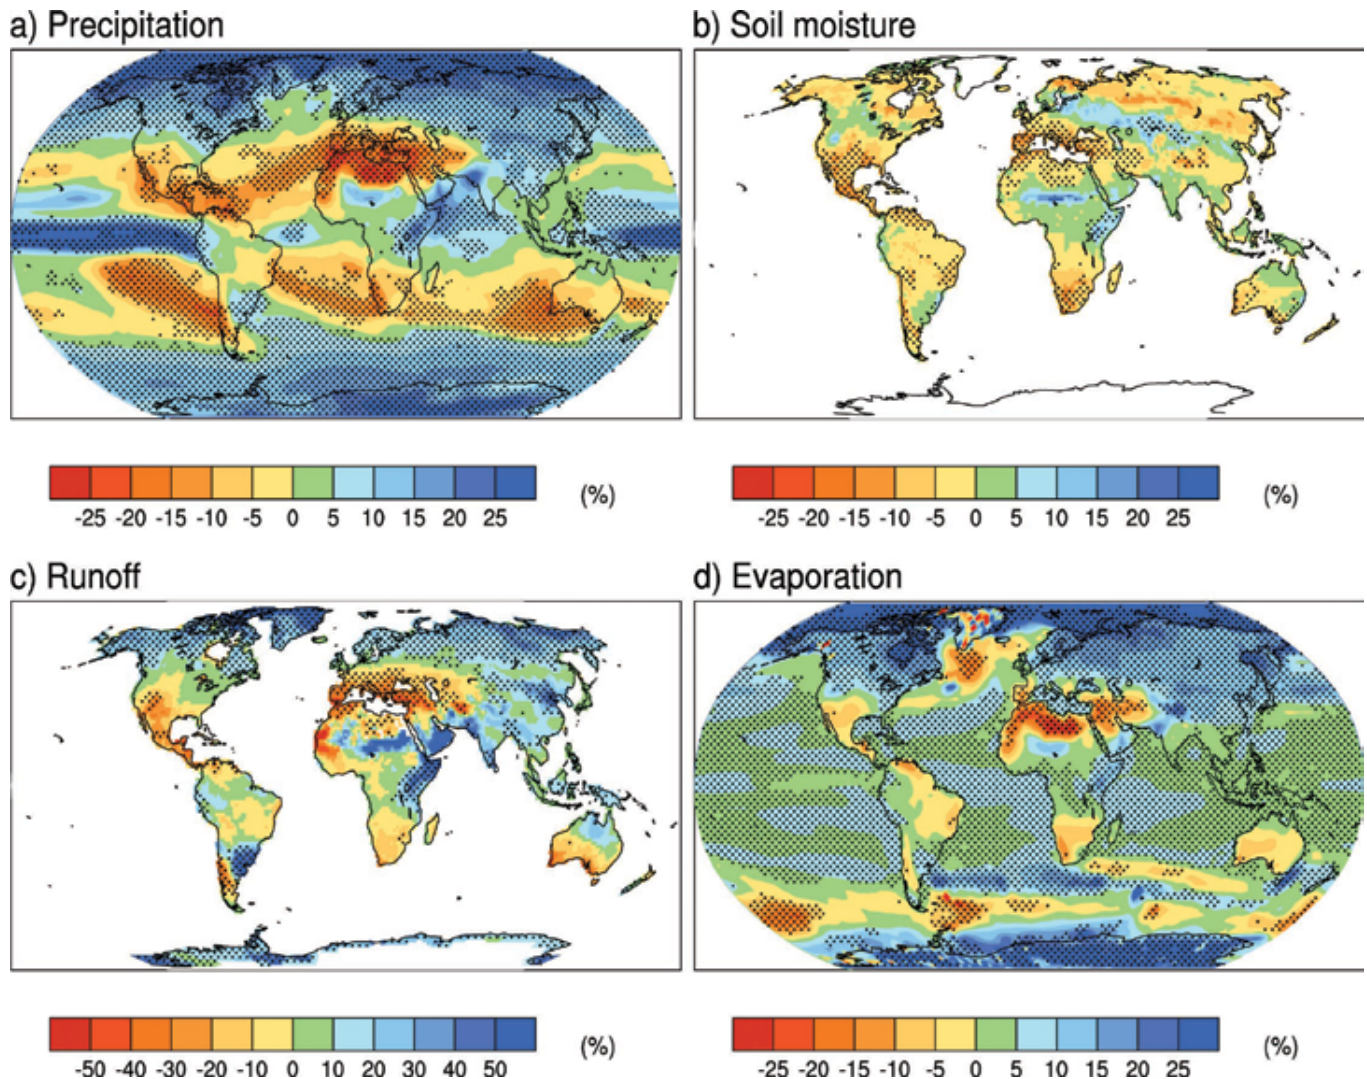 a) Precipitation
b) Soil moisture
-25 -20 -15 -10 -5 0 5 10 15 20 25 (%)
-25 -20 -15 -10 -5 0 5 10 15 20 25 (%)
c) Runoff
d) Evaporation
-50 -40 -30 -20 -10 0 10 20 30 40 50 (%)
-25 -20 -15 -10 -5 0 5 10 15 20 25 (%)